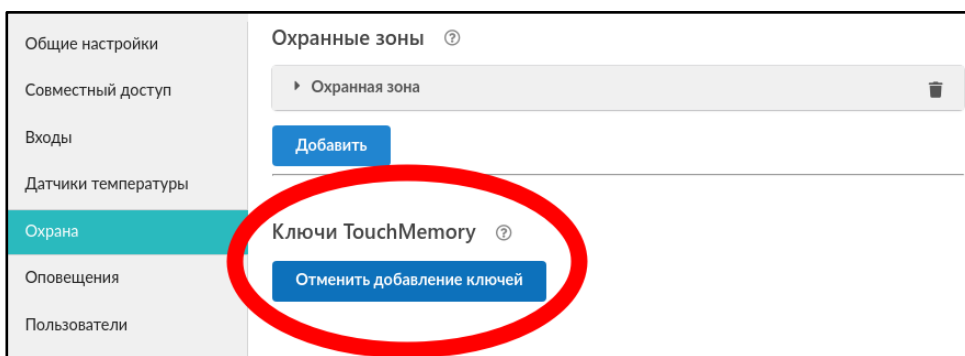 Общие настройки
Совместный доступ
Входы
Датчики температуры
Охрана
Оповещения
Пользователи
Охранные зоны
Охранная зона
Добавить
Ключи TouchMemory
Отменить добавление ключей